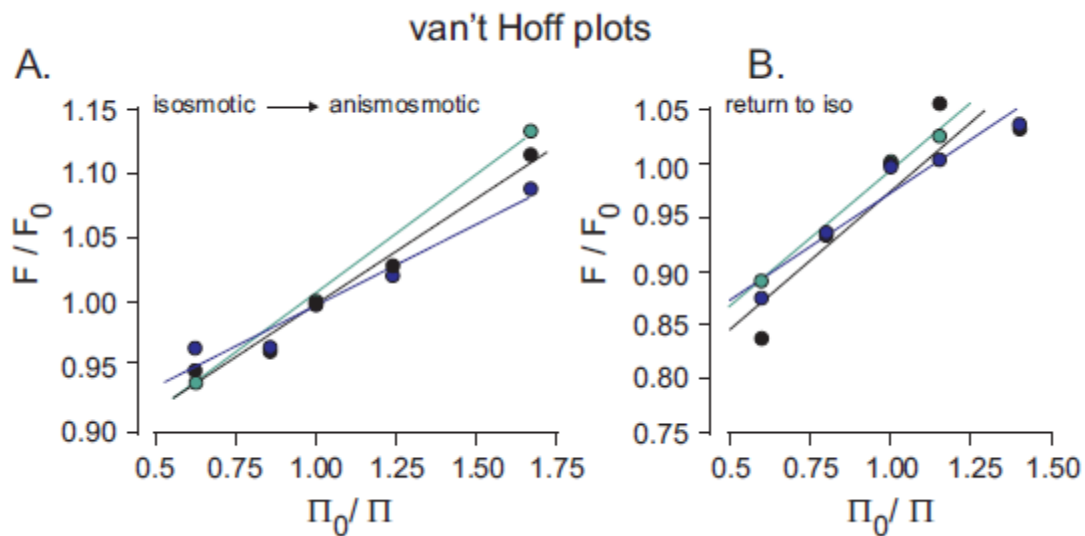 van't Hoff plots
A.
isosmotic → anismosmotic
1.15
1.10
1.05
1.00
0.95
0.90
F / F0
0.5 0.75 1.00 1.25 1.50 1.75
Π0/ Π
B.
return to iso
1.05
1.00
0.95
0.90
0.85
0.80
0.75
F / F0
0.5 0.75 1.00 1.25 1.50
Π0/ Π